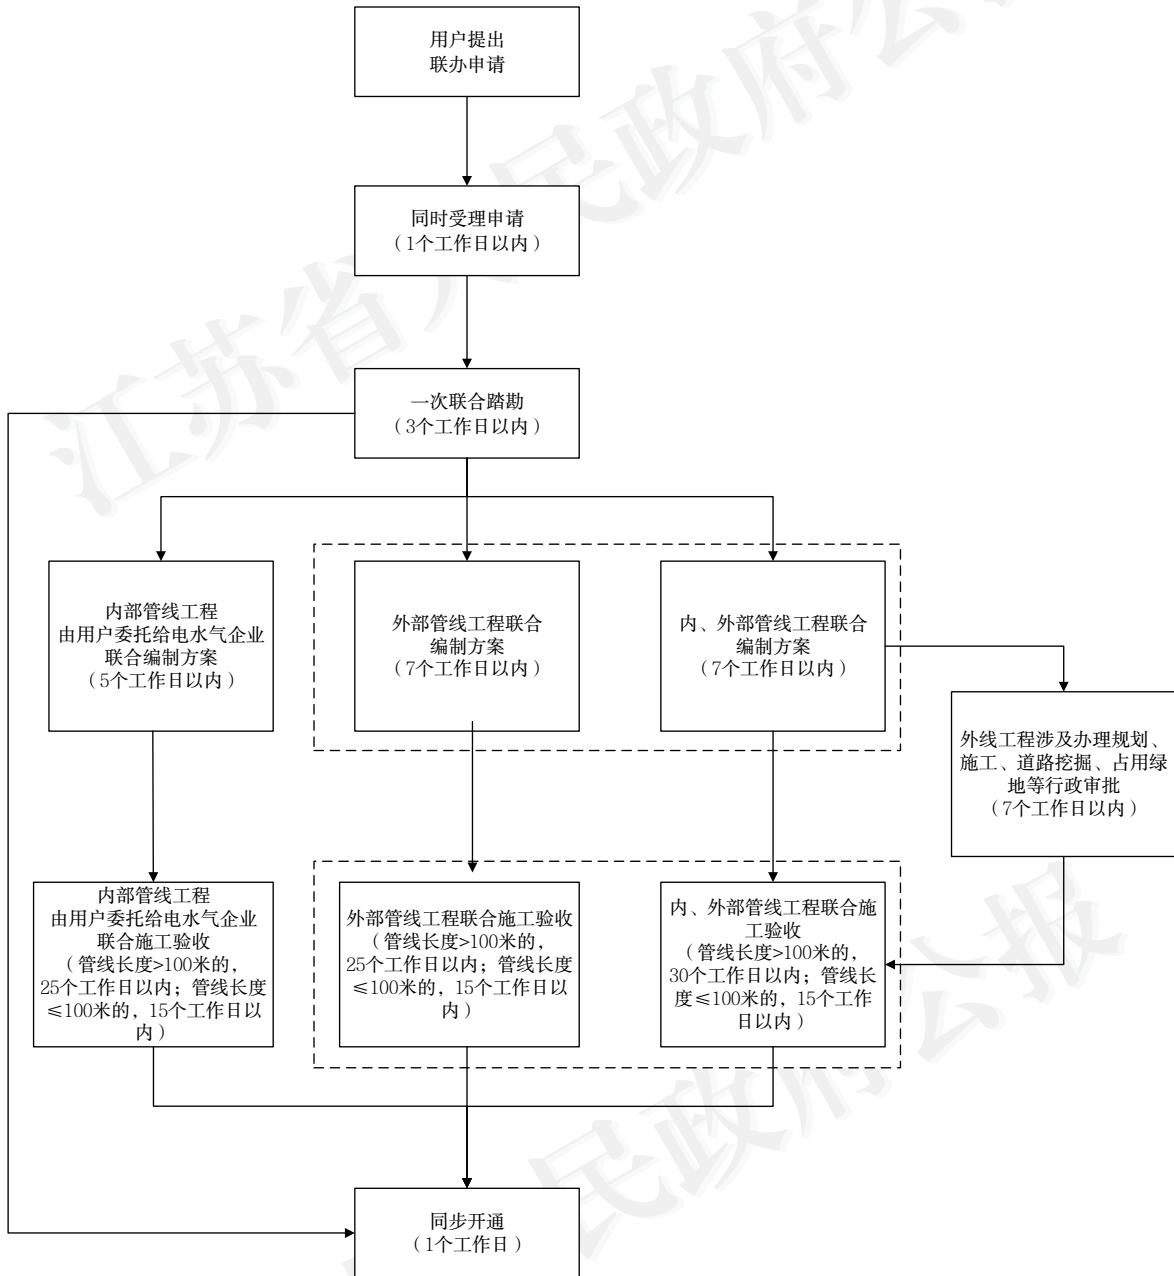 用户提出
联办申请
同时受理申请
（1个工作日以内）
一次联合踏勘
（3个工作日以内）
内部管线工程
由用户委托给电水气企业
联合编制方案
（5个工作日以内）
外部管线工程联合
编制方案
（7个工作日以内）
内、外部管线工程联合
编制方案
（7个工作日以内）
外线工程涉及办理规划、
施工、道路挖掘、占用绿
地等行政审批
（7个工作日以内）
内部管线工程
由用户委托给电水气企业
联合施工验收
（管线长度>100米的，
25个工作日以内；管线长度
≤100米的，15个工作日以
内）
外部管线工程联合施工验收
（管线长度>100米的，
25个工作日以内；管线长度
≤100米的，15个工作日以
内）
内、外部管线工程联合施
工验收
（管线长度>100米的，
30个工作日以内；管线长
度≤100米的，15个工作
日以内）
同步开通
（1个工作日）
江苏省人民政府公
民政府公报